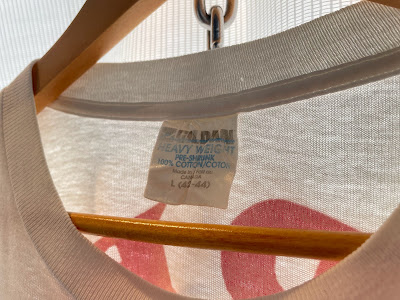 GILDAN
HEAVY WEIGHT
PRE-SHRUNK
100% COTTON/COTON
L (42-44)